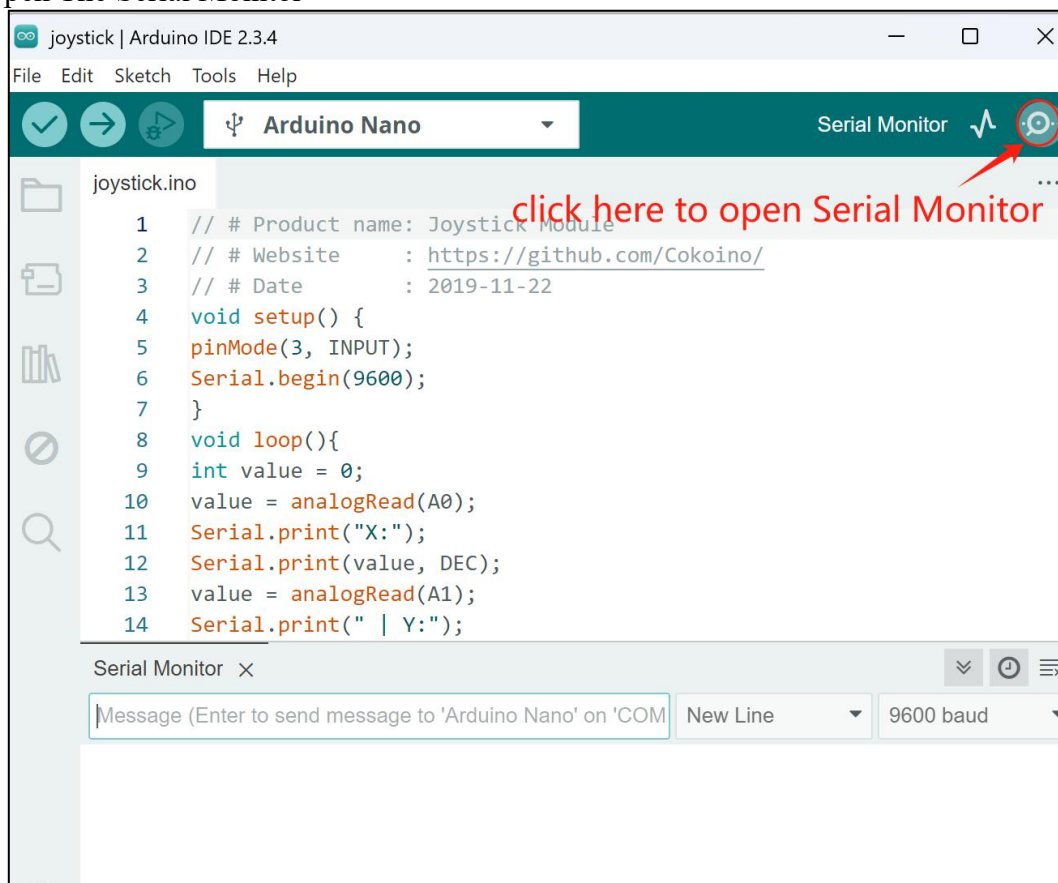 pen The Serial Monitor
joystick | Arduino IDE 2.3.4
File Edit Sketch Tools Help
Arduino Nano
Serial Monitor
joystick.ino
click here to open Serial Monitor
1 // # Product name: Joystick Module
2 // # Website : https://github.com/Cokoino/
3 // # Date : 2019-11-22
4 void setup() {
5 pinMode(3, INPUT);
6 Serial.begin(9600);
7 }
8 void loop(){
9 int value = 0;
10 value = analogRead(A0);
11 Serial.print("X:");
12 Serial.print(value, DEC);
13 value = analogRead(A1);
14 Serial.print(" | Y:");
Serial Monitor
Message (Enter to send message to 'Arduino Nano' on 'COM New Line 9600 baud